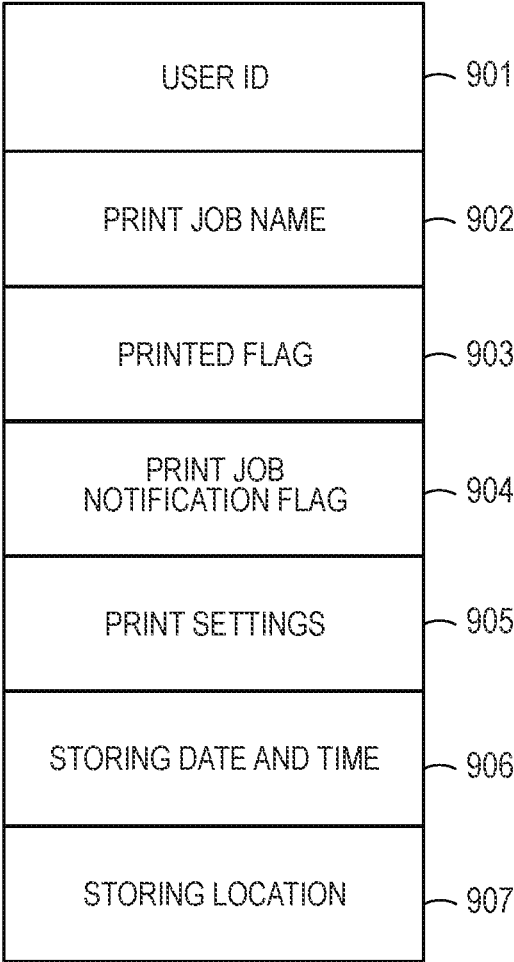 USER ID
901
PRINT JOB NAME
902
PRINTED FLAG
903
PRINT JOB
NOTIFICATION FLAG
904
PRINT SETTINGS
905
STORING DATE AND TIME
906
STORING LOCATION
907